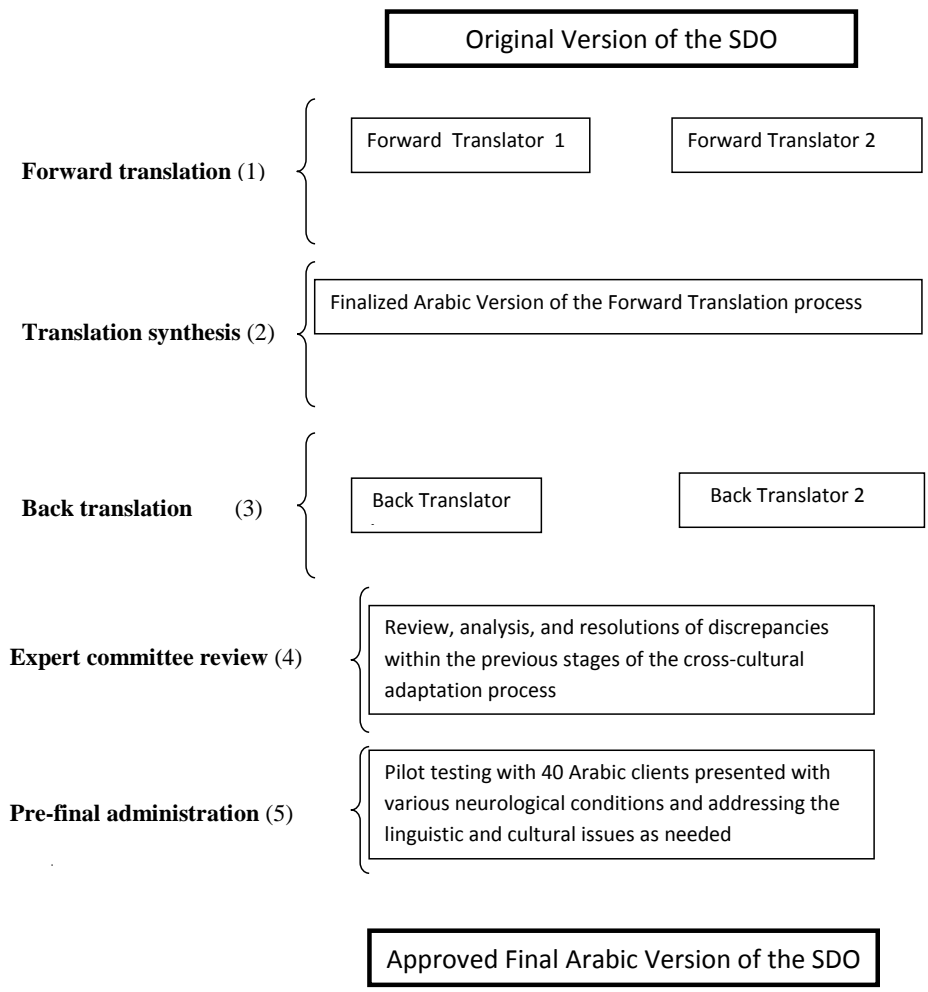 Original Version of the SDO
Forward Translator 1
Forward Translator 2
Forward translation (1)
Finalized Arabic Version of the Forward Translation process
Translation synthesis (2)
Back Translator
Back Translator 2
Back translation (3)
Review, analysis, and resolutions of discrepancies
within the previous stages of the cross-cultural
adaptation process
Expert committee review (4)
Pilot testing with 40 Arabic clients presented with
various neurological conditions and addressing the
linguistic and cultural issues as needed
Pre-final administration (5)
Approved Final Arabic Version of the SDO